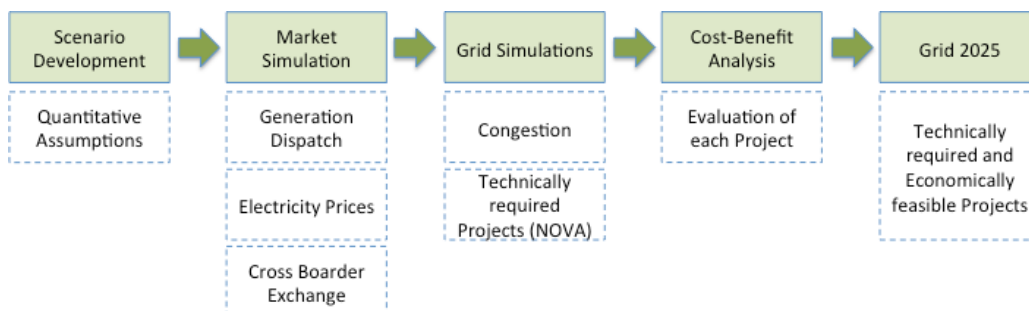 Scenario
Development
Market
Simulation
Grid Simulations
Cost-Benefit
Analysis
Grid 2025
Quantitative
Assumptions
Generation
Dispatch
Electricity Prices
Cross Boarder
Exchange
Congestion
Technically
required
Projects (NOVA)
Evaluation of
each Project
Technically
required and
Economically
feasible Projects